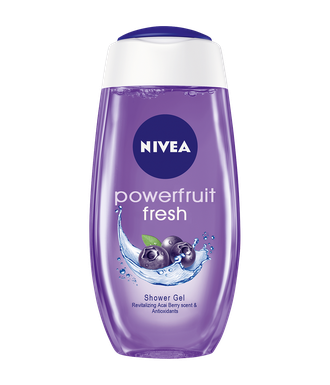 NIVEA
powerfruit
fresh
Shower Gel
Revitalizing Acai Berry scent &
Antioxidants